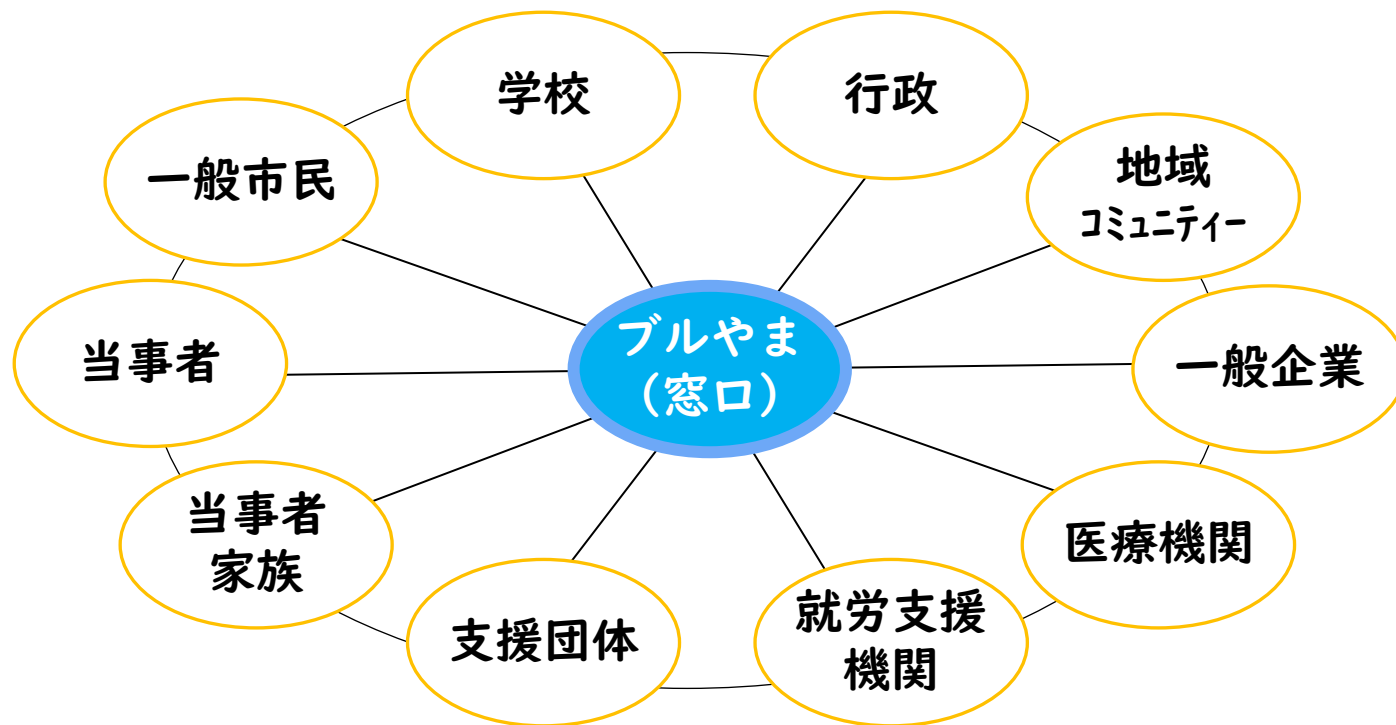 学校
行政
一般市民
地域
コミュニティー
当事者
ブルやま
(窓口)
一般企業
当事者
家族
医療機関
支援団体
就労支援
機関